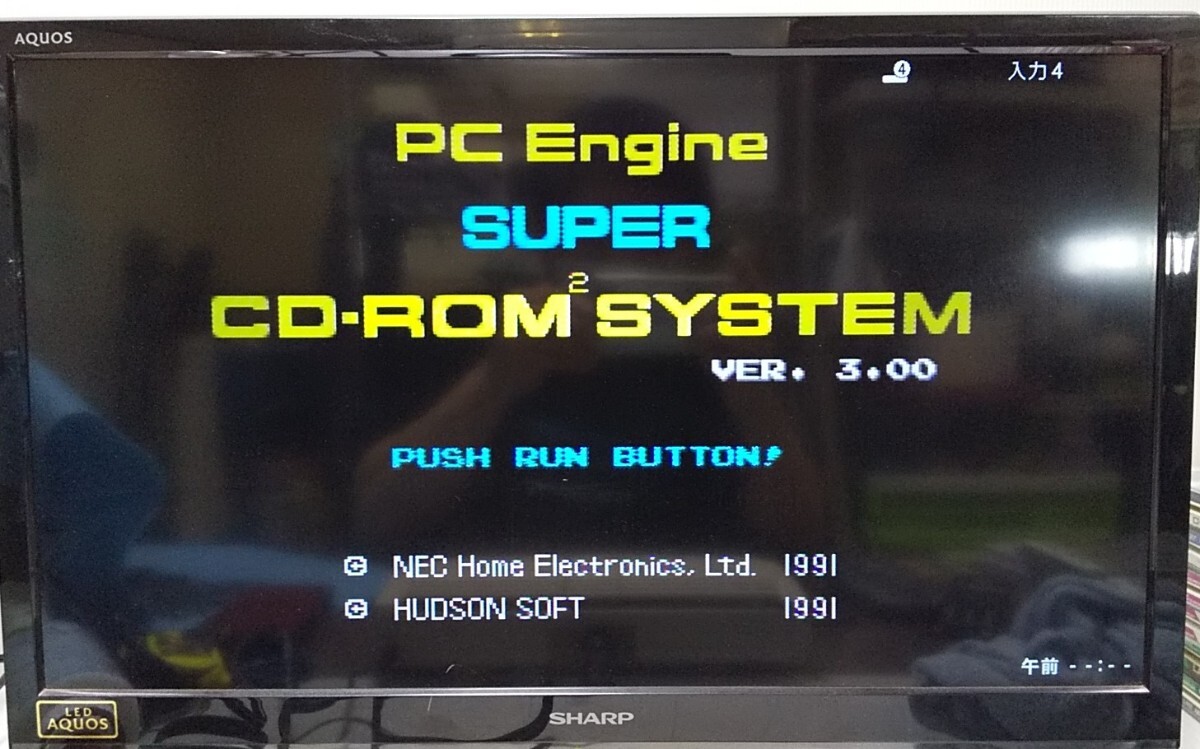 AQUOS
④ 入力4
PC Engine
SUPER
CD-ROM² SYSTEM
VER. 3.00
PUSH RUN BUTTON!
© NEC Home Electronics, Ltd. 1991
© HUDSON SOFT 1991
午前 --:--
LED
AQUOS
SHARP